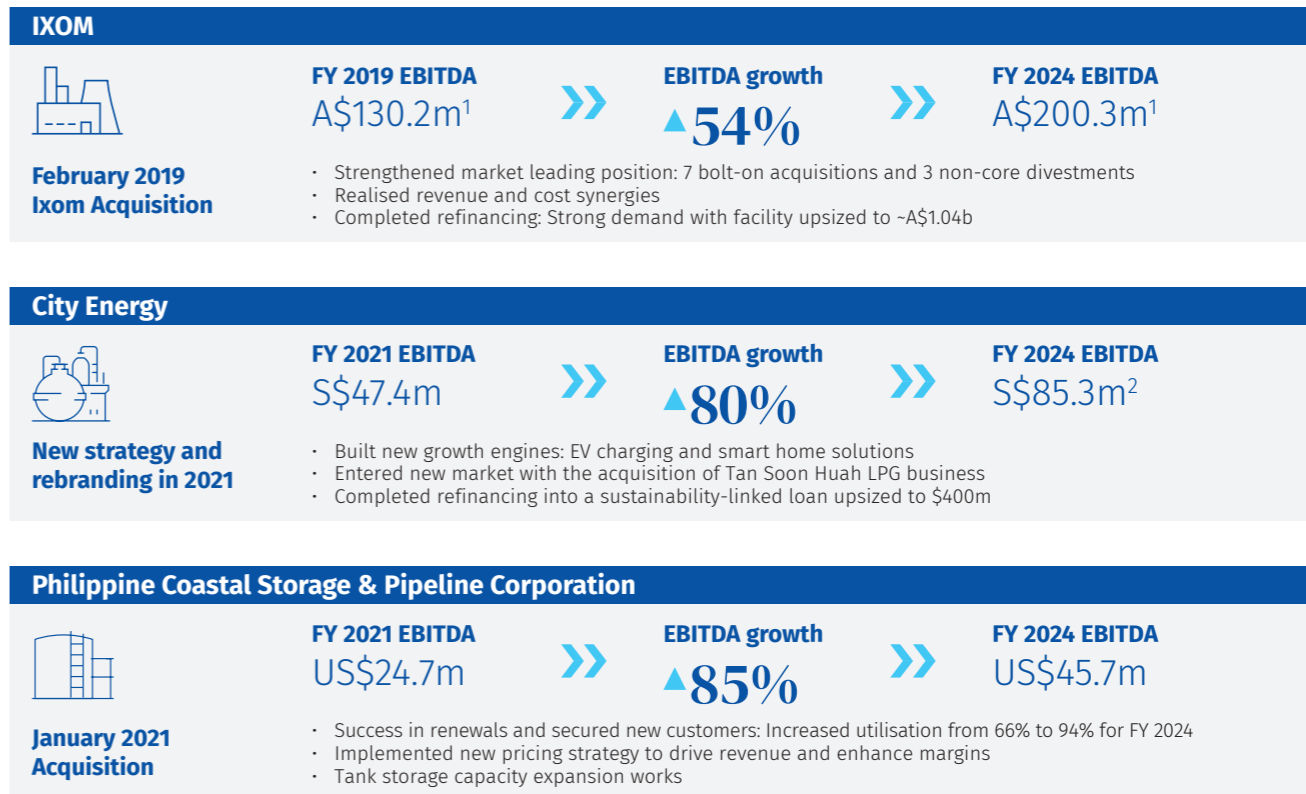 IXOM
FY 2019 EBITDA
A$130.2m¹
EBITDA growth
▲54%
FY 2024 EBITDA
A$200.3m¹
February 2019
Ixom Acquisition
· Strengthened market leading position: 7 bolt-on acquisitions and 3 non-core divestments
· Realised revenue and cost synergies
· Completed refinancing: Strong demand with facility upsized to ~A$1.04b
City Energy
FY 2021 EBITDA
S$47.4m
EBITDA growth
▲80%
FY 2024 EBITDA
S$85.3m²
New strategy and
rebranding in 2021
· Built new growth engines: EV charging and smart home solutions
· Entered new market with the acquisition of Tan Soon Huah LPG business
· Completed refinancing into a sustainability-linked loan upsized to $400m
Philippine Coastal Storage & Pipeline Corporation
FY 2021 EBITDA
US$24.7m
EBITDA growth
▲85%
FY 2024 EBITDA
US$45.7m
January 2021
Acquisition
· Success in renewals and secured new customers: Increased utilisation from 66% to 94% for FY 2024
· Implemented new pricing strategy to drive revenue and enhance margins
· Tank storage capacity expansion works